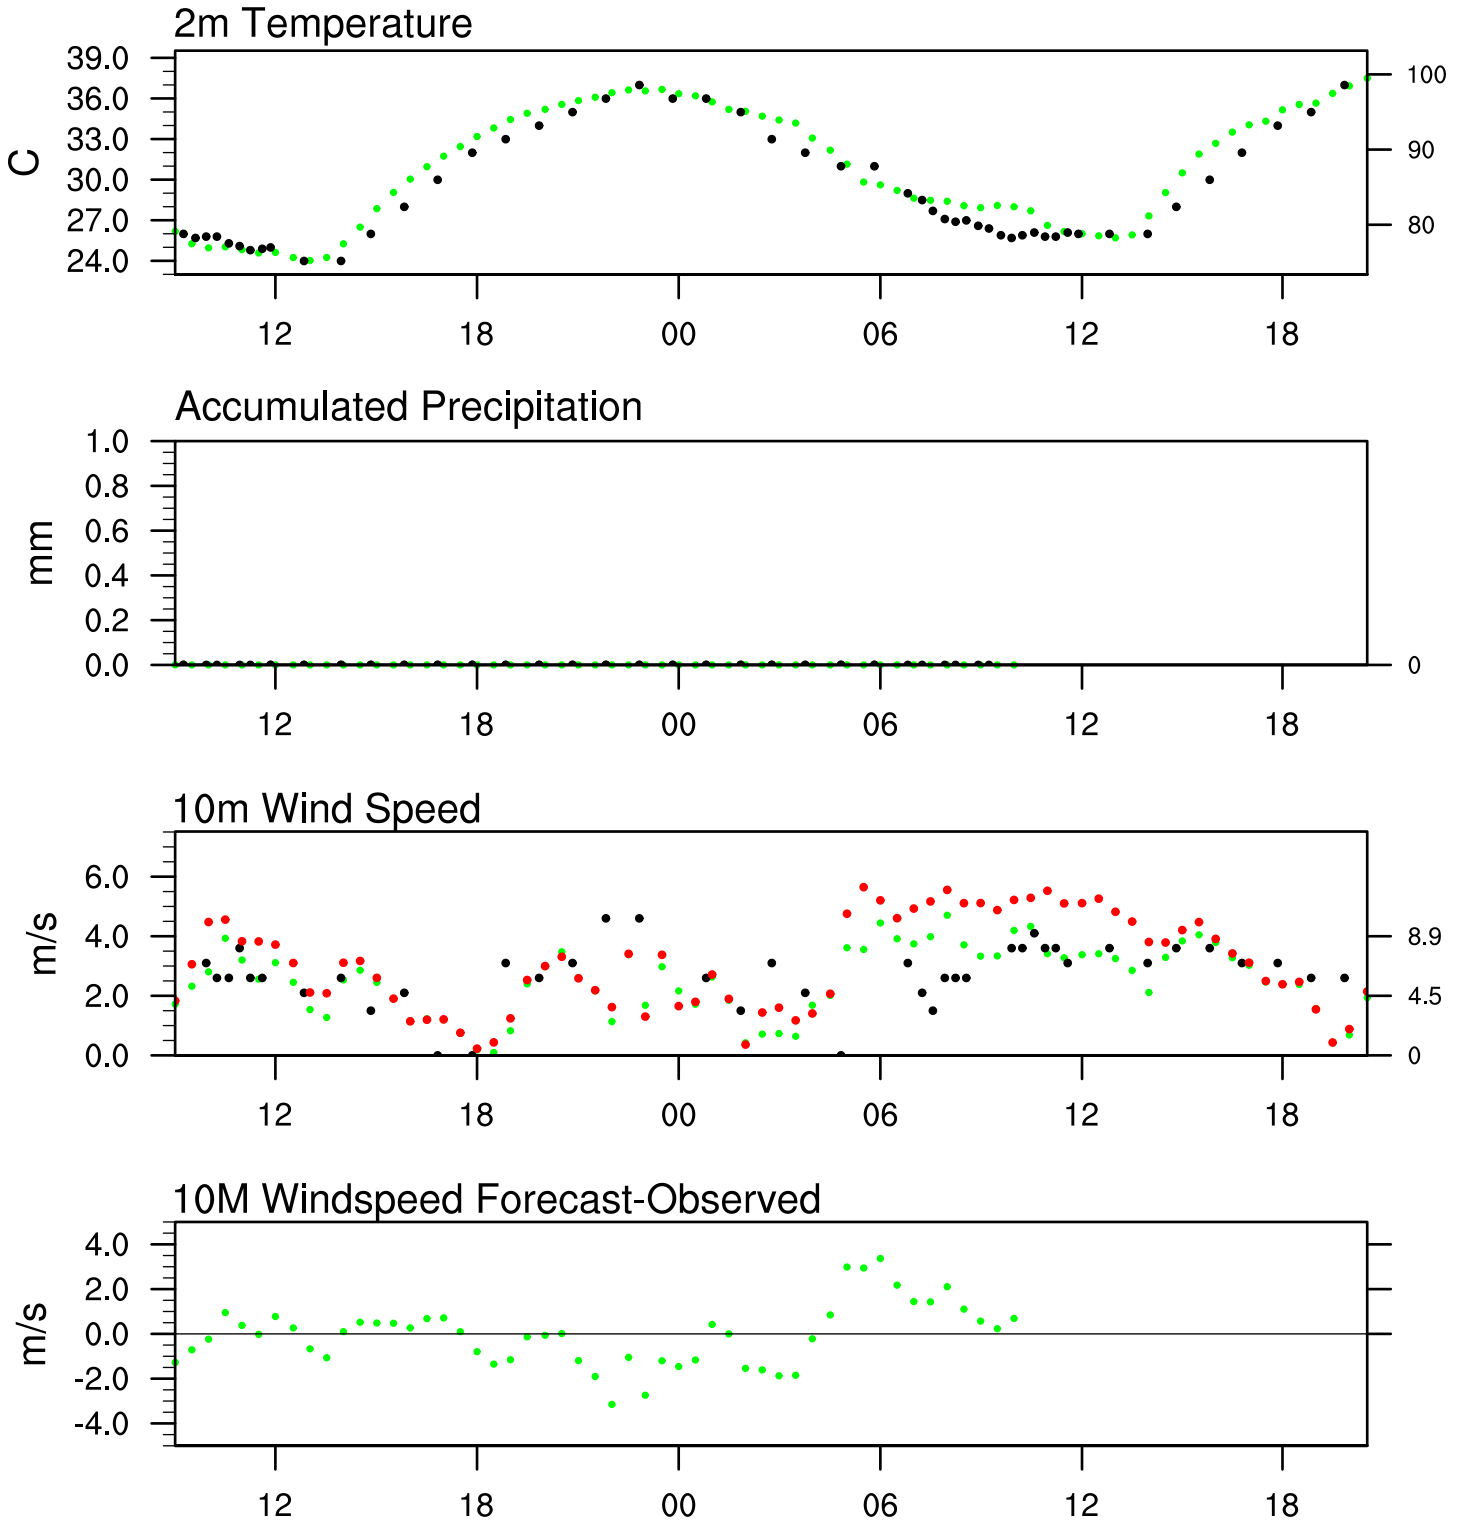 2m Temperature
39.0
36.0
33.0
30.0
27.0
24.0
C
100
90
80
12 18 00 06 12 18
Accumulated Precipitation
1.0
0.8
0.6
0.4
0.2
0.0
mm
0
12 18 00 06 12 18
10m Wind Speed
6.0
4.0
2.0
0.0
m/s
8.9
4.5
0
12 18 00 06 12 18
10M Windspeed Forecast-Observed
4.0
2.0
0.0
-2.0
-4.0
m/s
12 18 00 06 12 18